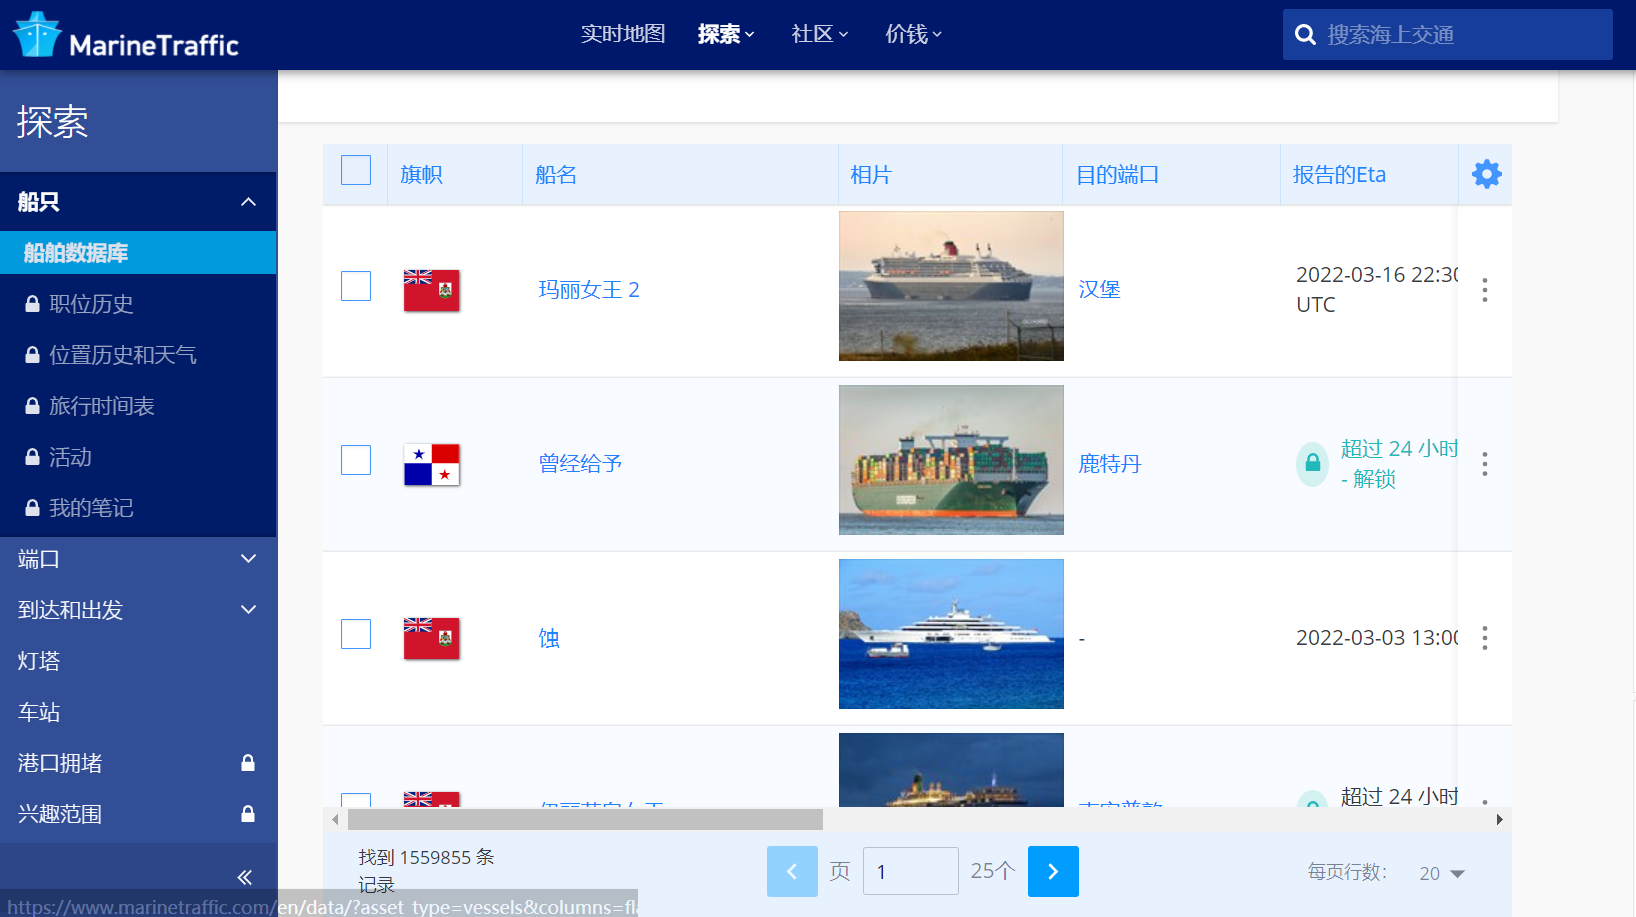 MarineTraffic
实时地图 探索 社区 价钱
搜索海上交通
探索
船只
船舶数据库
职位历史
位置历史和天气
旅行时间表
活动
我的笔记
端口
到达和出发
灯塔
车站
港口拥堵
兴趣范围
旗帜 船名 相片 目的端口 报告的Eta
玛丽女王 2 汉堡 2022-03-16 22:30
UTC
曾经给予 鹿特丹 超过 24 小时
- 解锁
蚀 - 2022-03-03 13:00
超过 24 小时
找到 1559855 条
记录
页 1 25个
每页行数: 20
https://www.marinetraffic.com/en/data/?asset_type=vessels&columns=fl